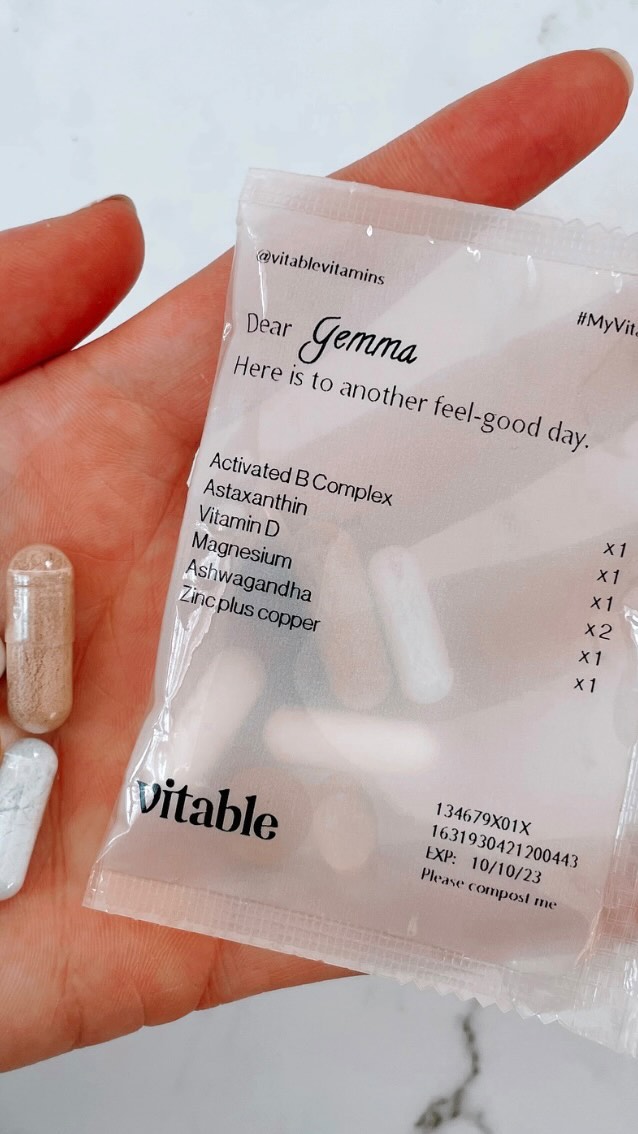 @vitablevitamins
#MyVita
Dear Gemma
Here is to another feel-good day.
Activated B Complex x1
Astaxanthin x1
Vitamin D x1
Magnesium x2
Ashwagandha x1
Zinc plus copper x1
vitable
134679X01X
1631930421200443
EXP: 10/10/23
Please compost me